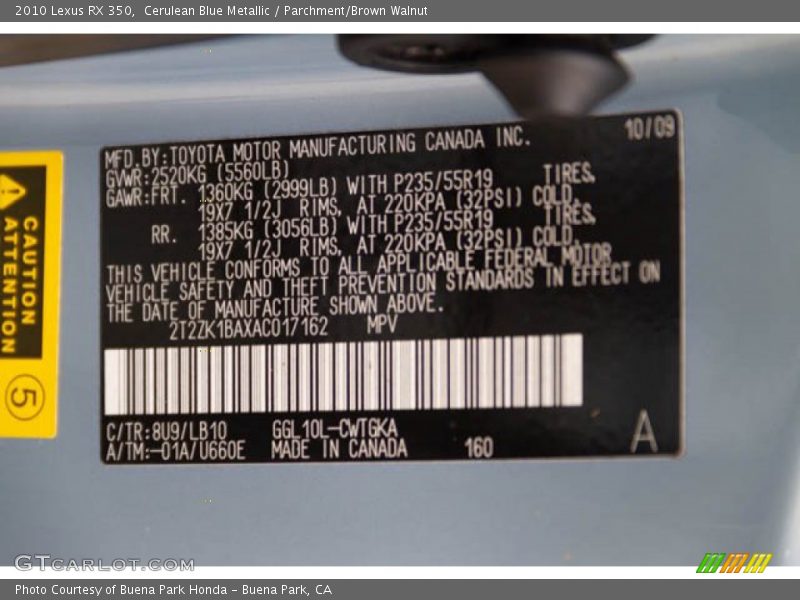 2010 Lexus RX 350,  Cerulean Blue Metallic / Parchment/Brown Walnut
10/09
MFD.BY:TOYOTA MOTOR MANUFACTURING CANADA INC.
GVWR:2520KG (5560LB)
GAWR:FRT. 1360KG (2999LB) WITH P235/55R19 TIRES,
19X7 1/2J RIMS, AT 220KPA (32PSI) COLD.
RR. 1385KG (3056LB) WITH P235/55R19 TIRES,
19X7 1/2J RIMS, AT 220KPA (32PSI) COLD.
THIS VEHICLE CONFORMS TO ALL APPLICABLE FEDERAL MOTOR
VEHICLE SAFETY AND THEFT PREVENTION STANDARDS IN EFFECT ON
THE DATE OF MANUFACTURE SHOWN ABOVE.
2T2ZK1BAXAC017162 MPV
C/TR:8U9/LB10 GGL10L-CWTGKA
A/TM:-01A/U660E MADE IN CANADA 160
A
CAUTION
ATTENTION
5
GTCARLOT.COM
Photo Courtesy of Buena Park Honda - Buena Park, CA